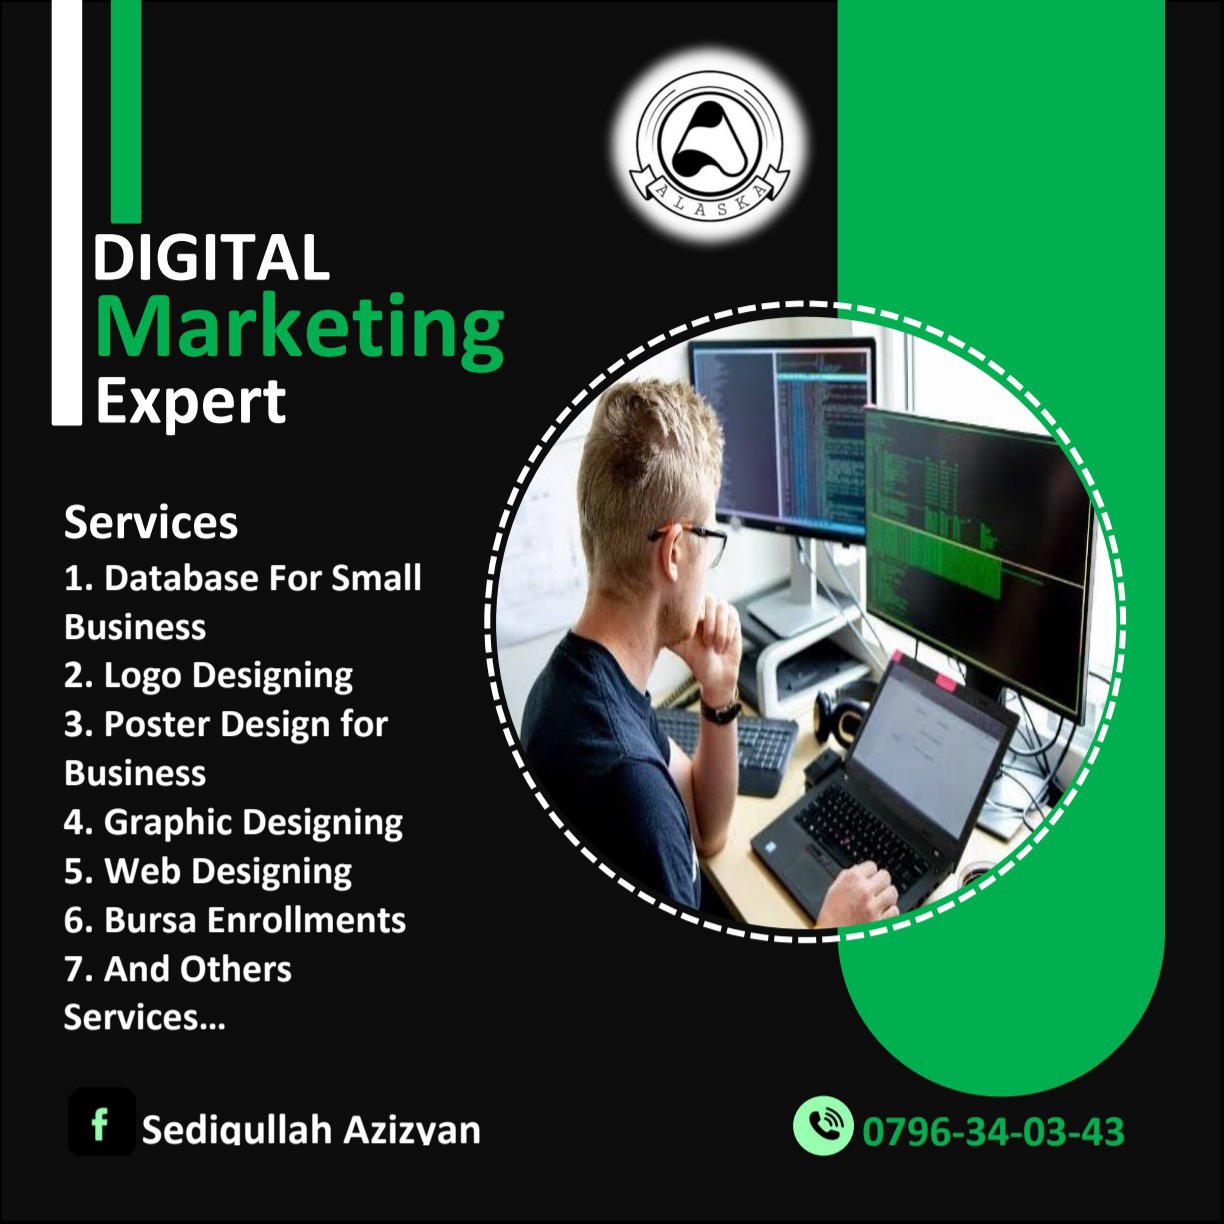 ALASKA
DIGITAL
Marketing
Expert
Services
1. Database For Small
Business
2. Logo Designing
3. Poster Design for
Business
4. Graphic Designing
5. Web Designing
6. Bursa Enrollments
7. And Others
Services...
f Sediqullah Azizyan
0796-34-03-43